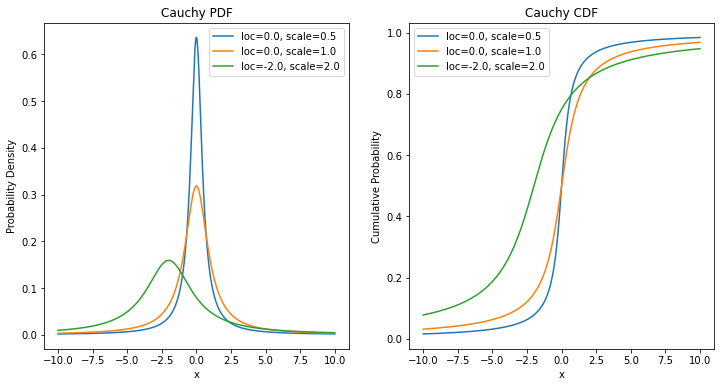 Cauchy PDF
loc=0.0, scale=0.5
loc=0.0, scale=1.0
loc=-2.0, scale=2.0
Probability Density
0.6
0.5
0.4
0.3
0.2
0.1
0.0
−10.0 −7.5 −5.0 −2.5 0.0 2.5 5.0 7.5 10.0
x
Cauchy CDF
loc=0.0, scale=0.5
loc=0.0, scale=1.0
loc=-2.0, scale=2.0
Cumulative Probability
1.0
0.8
0.6
0.4
0.2
0.0
−10.0 −7.5 −5.0 −2.5 0.0 2.5 5.0 7.5 10.0
x